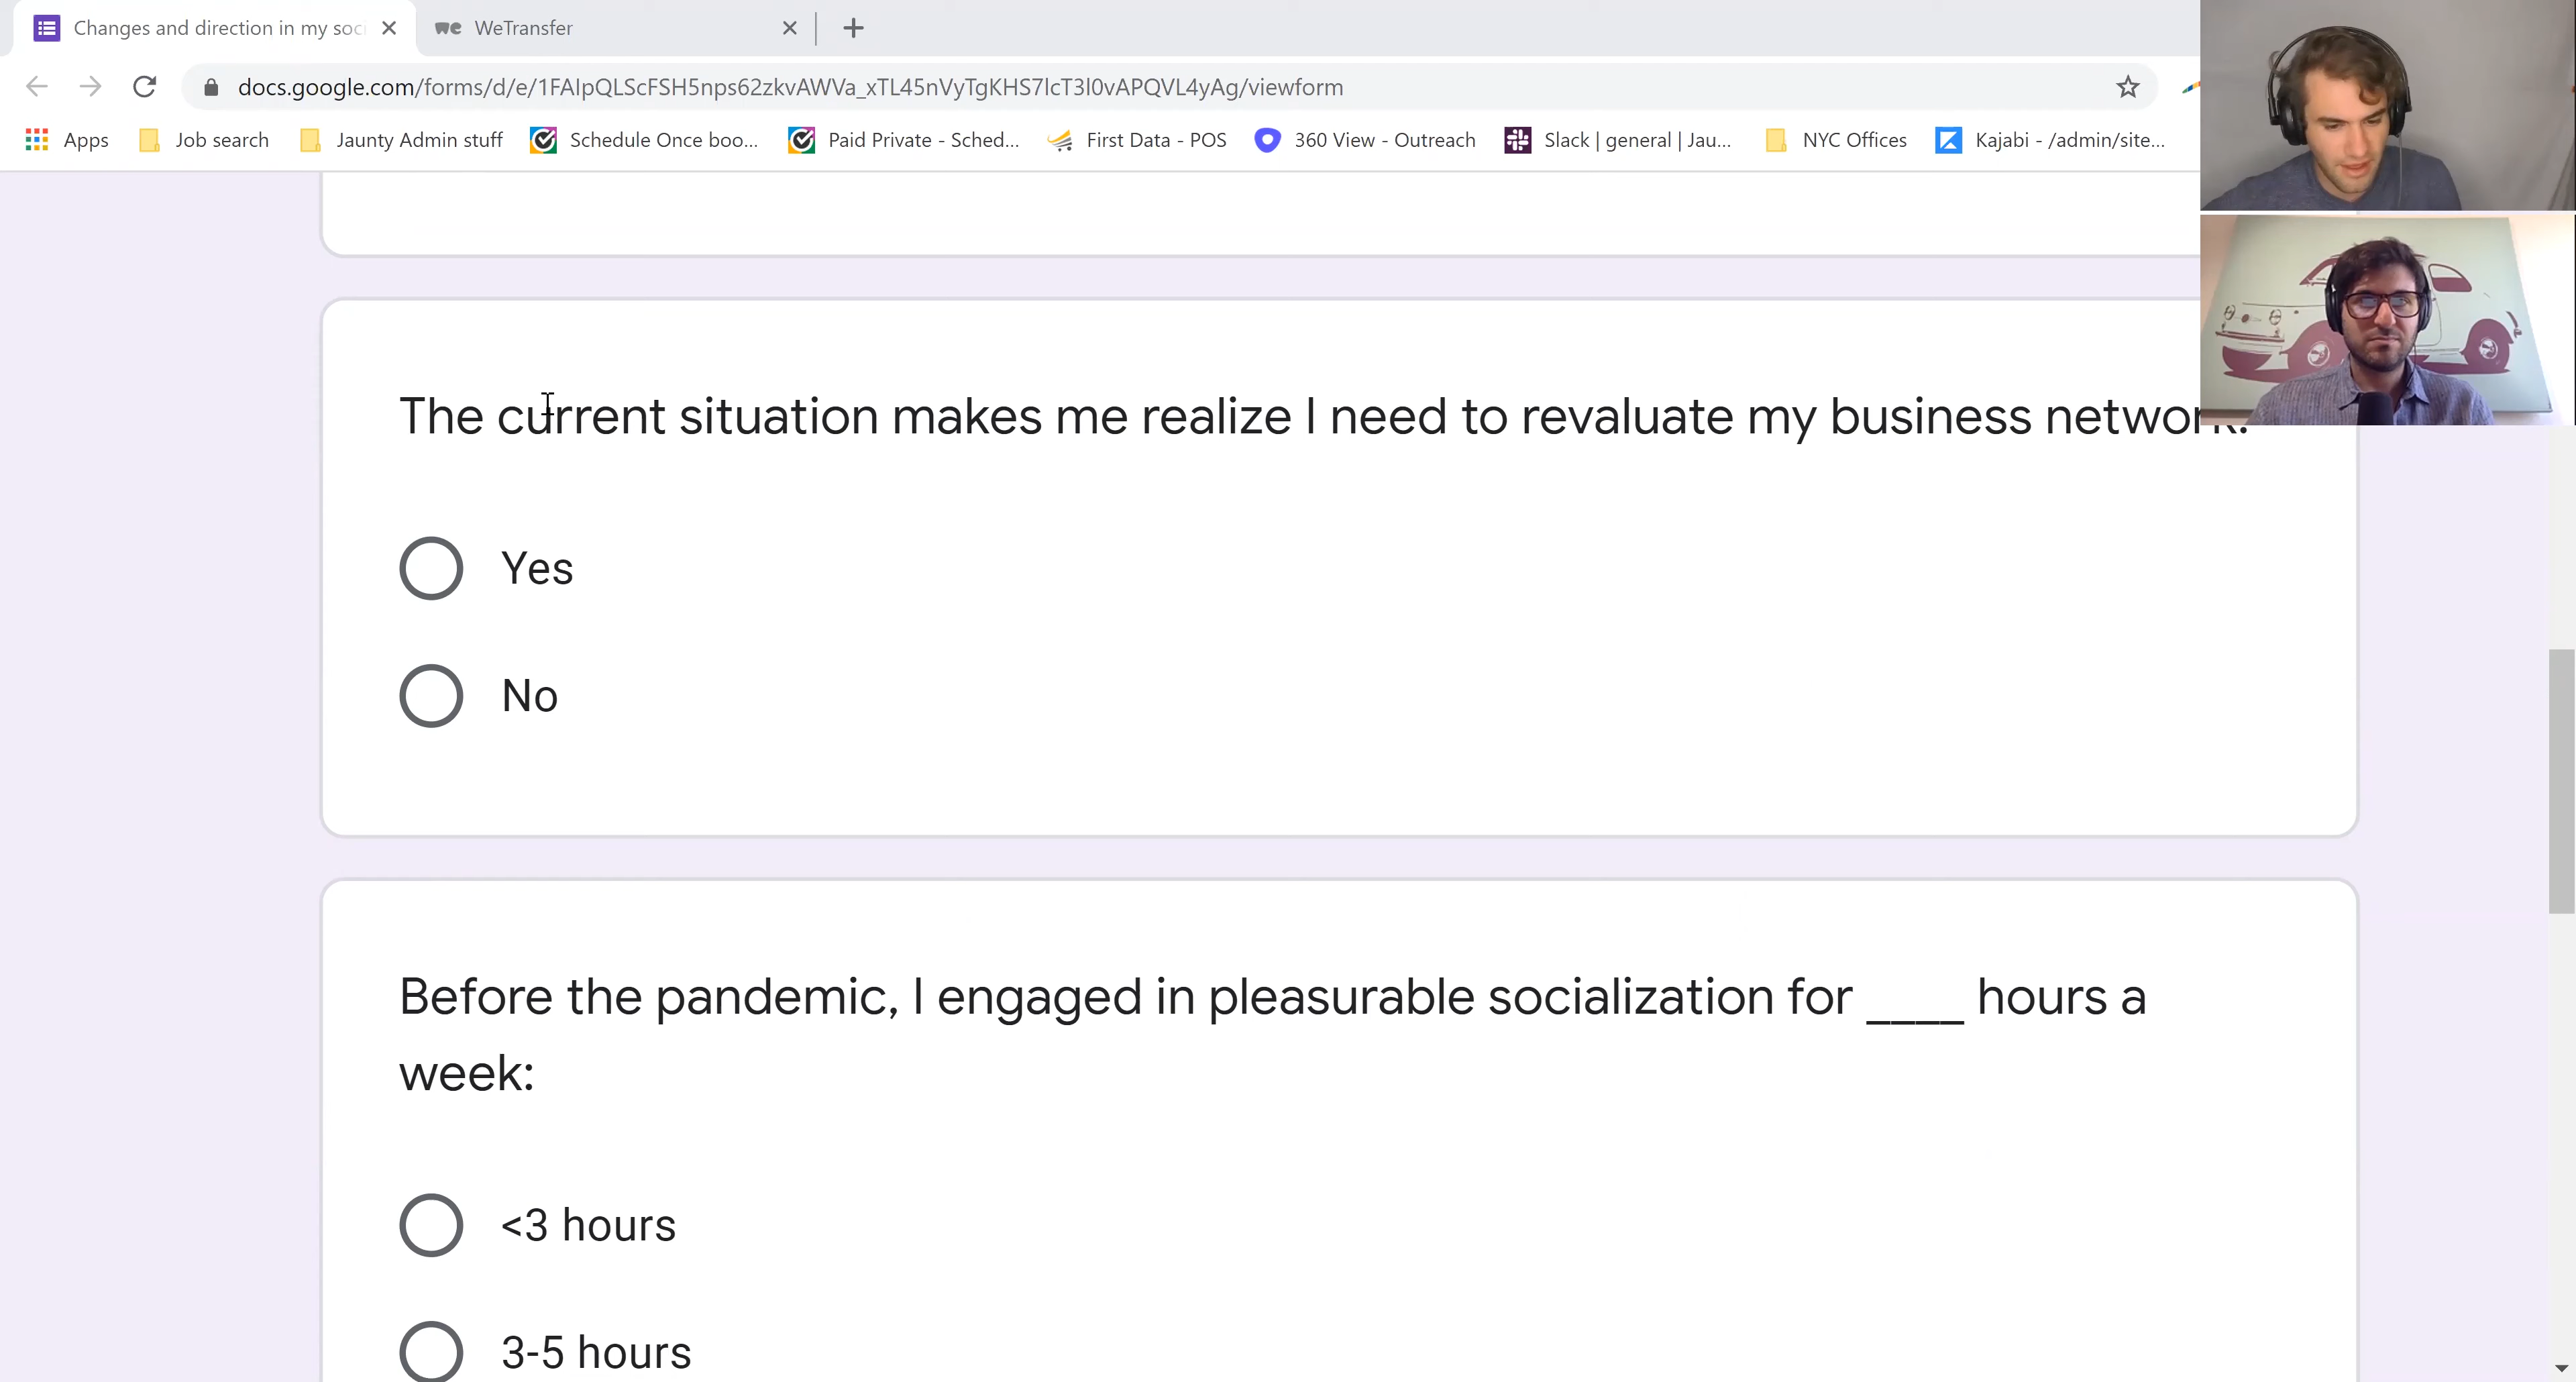 Changes and direction in my soci
WeTransfer
docs.google.com/forms/d/e/1FAIpQLScFSH5nps62zkvAWVa_xTL45nVyTgKHS7lcT3l0vAPQVL4yAg/viewform
Apps
Job search
Jaunty Admin stuff
Schedule Once boo...
Paid Private - Sched...
First Data - POS
360 View - Outreach
Slack | general | Jau...
NYC Offices
Kajabi - /admin/site...
The current situation makes me realize I need to revaluate my business network.
Yes
No
Before the pandemic, I engaged in pleasurable socialization for ____ hours a
week:
<3 hours
3-5 hours